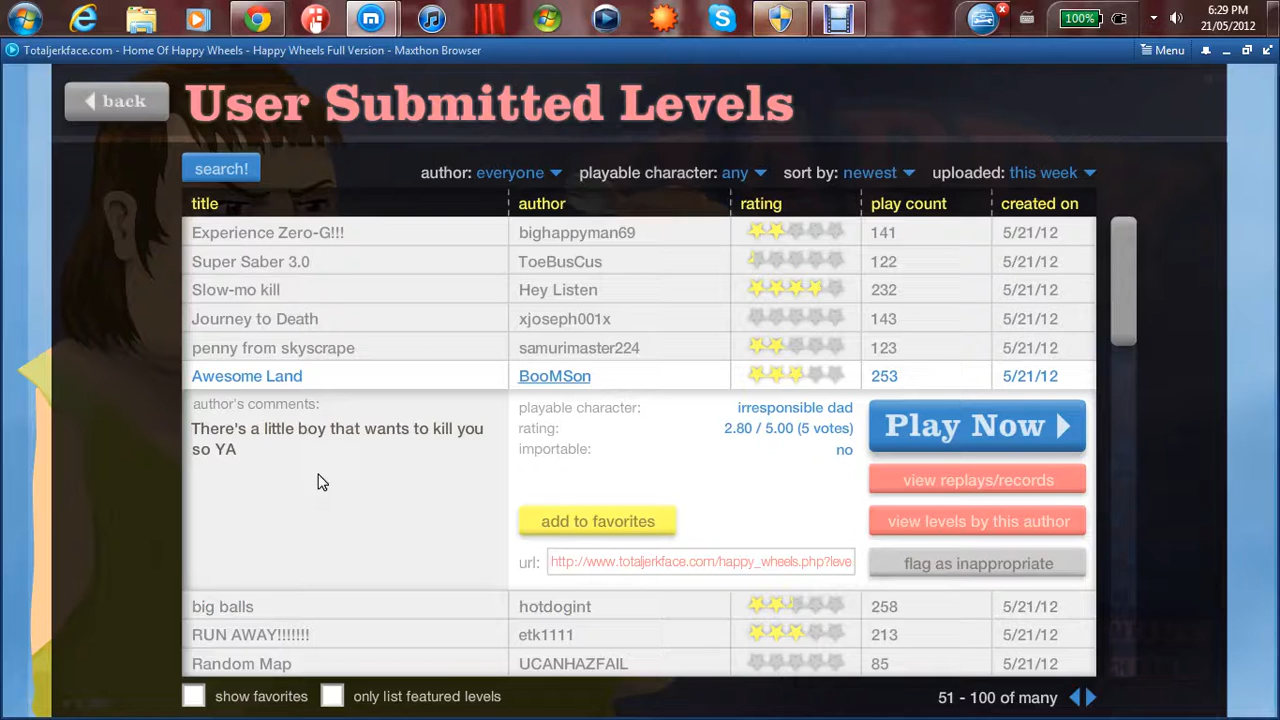 6:29 PM
100%
21/05/2012
Totaljerkface.com - Home Of Happy Wheels - Happy Wheels Full Version - Maxthon Browser
Menu
back
User Submitted Levels
search!
author: everyone playable character: any sort by: newest uploaded: this week
title author rating play count created on
Experience Zero-G!!! bighappyman69 141 5/21/12
Super Saber 3.0 ToeBusCus 122 5/21/12
Slow-mo kill Hey Listen 232 5/21/12
Journey to Death xjoseph001x 143 5/21/12
penny from skyscrape samurimaster224 123 5/21/12
Awesome Land BooMSon 253 5/21/12
author's comments:
There's a little boy that wants to kill you
so YA
playable character: irresponsible dad
rating: 2.80 / 5.00 (5 votes)
importable: no
Play Now
view replays/records
add to favorites
view levels by this author
url: http://www.totaljerkface.com/happy_wheels.php?leve
flag as inappropriate
big balls hotdogint 258 5/21/12
RUN AWAY!!!!!!! etk1111 213 5/21/12
Random Map UCANHAZFAIL 85 5/21/12
show favorites only list featured levels 51 - 100 of many